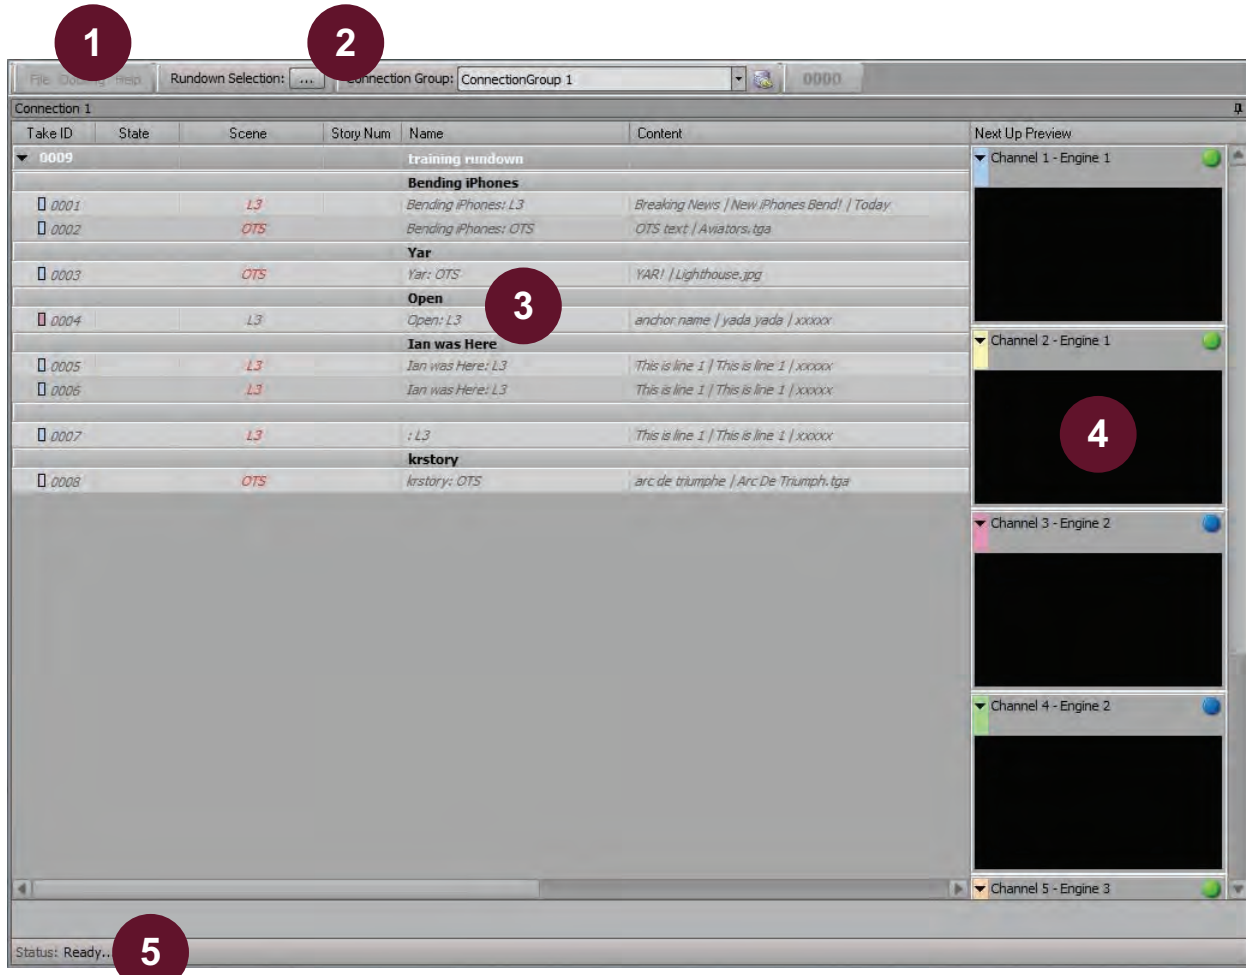 1
2
File Help Rundown Selection: ... Connection Group: ConnectionGroup 1 0000
Connection 1
Take ID State Scene Story Num Name Content Next Up Preview
0009 training rundown Channel 1 - Engine 1
Bending iPhones
0001 L3 Bending iPhones: L3 Breaking News | New iPhones Bend! | Today
0002 OTS Bending iPhones: OTS OTS text | Aviators.tga
Yar
0003 OTS Yar: OTS YAR! | Lighthouse.jpg
3
Open
0004 L3 Open: L3 anchor name | yada yada | xxxxx
Ian was Here Channel 2 - Engine 1
0005 L3 Ian was Here: L3 This is line 1 | This is line 1 | xxxxx
0006 L3 Ian was Here: L3 This is line 1 | This is line 1 | xxxxx
4
0007 L3 : L3 This is line 1 | This is line 1 | xxxxx
krstory
0008 OTS krstory: OTS arc de triumphe | Arc De Triumph.tga
Channel 3 - Engine 2
Channel 4 - Engine 2
Channel 5 - Engine 3
Status: Ready..
5